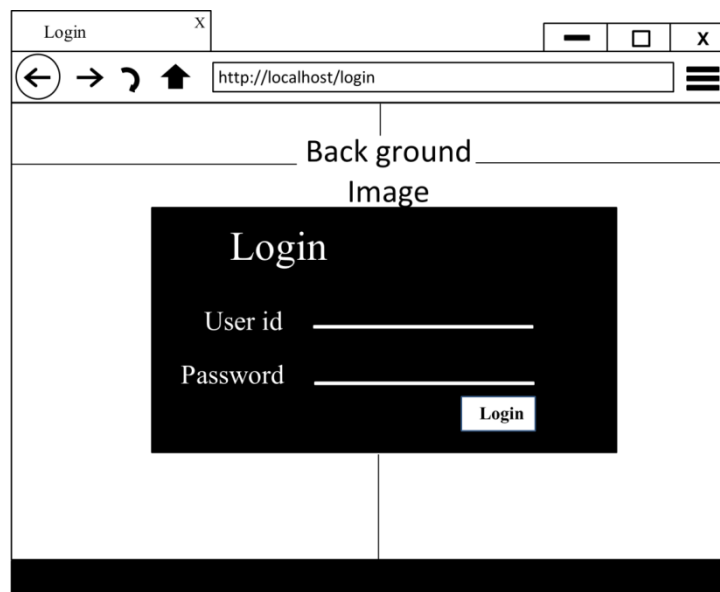 Login X
X
http://localhost/login
Back ground
Image
Login
User id
Password
Login